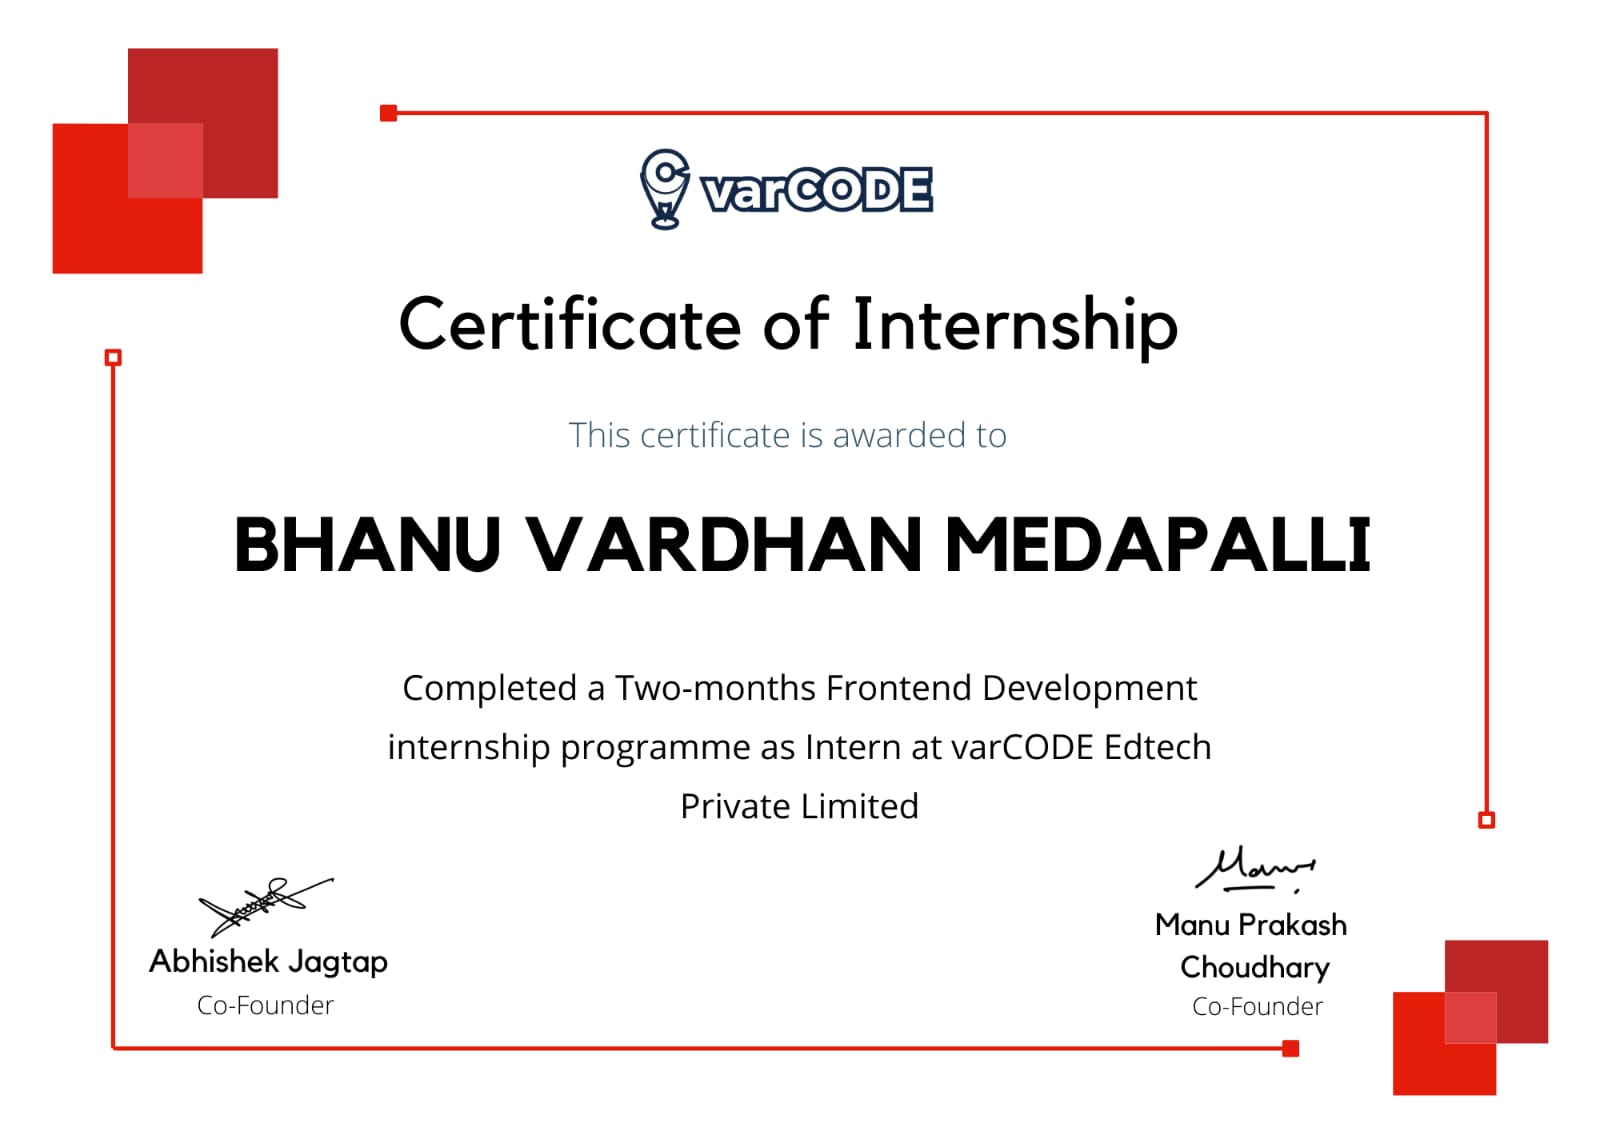 varCODE
Certificate of Internship
This certificate is awarded to
BHANU VARDHAN MEDAPALLI
Completed a Two-months Frontend Development
internship programme as Intern at varCODE Edtech
Private Limited
Abhishek Jagtap
Co-Founder
Manu Prakash
Choudhary
Co-Founder